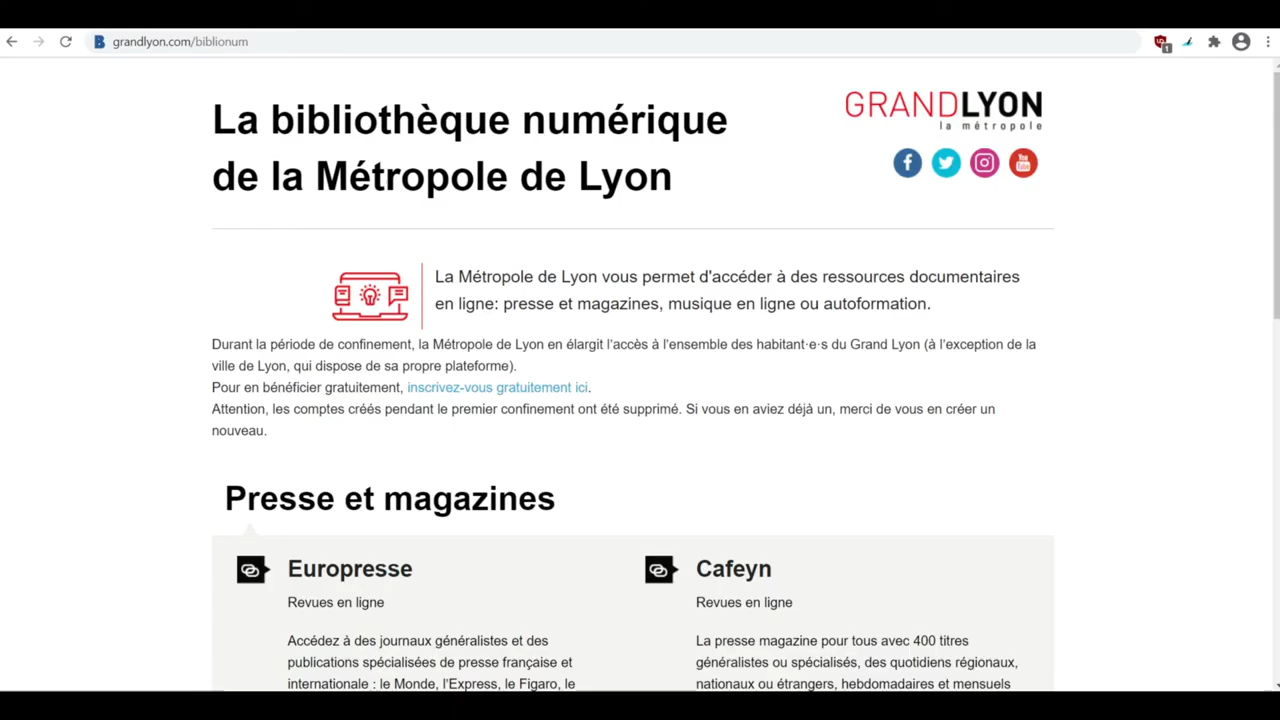 grandlyon.com/biblionum
1
La bibliothèque numérique
de la Métropole de Lyon
GRANDLYON
la métropole
You
Tube
La Métropole de Lyon vous permet d'accéder à des ressources documentaires
en ligne: presse et magazines, musique en ligne ou autoformation.
Durant la période de confinement, la Métropole de Lyon en élargit l'accès à l'ensemble des habitant·e·s du Grand Lyon (à l'exception de la
ville de Lyon, qui dispose de sa propre plateforme).
Pour en bénéficier gratuitement, inscrivez-vous gratuitement ici.
Attention, les comptes créés pendant le premier confinement ont été supprimé. Si vous en aviez déjà un, merci de vous en créer un
nouveau.
Presse et magazines
Europresse
Revues en ligne
Accédez à des journaux généralistes et des
publications spécialisées de presse française et
internationale : le Monde, l'Express, le Figaro, le
Cafeyn
Revues en ligne
La presse magazine pour tous avec 400 titres
généralistes ou spécialisés, des quotidiens régionaux,
nationaux ou étrangers, hebdomadaires et mensuels